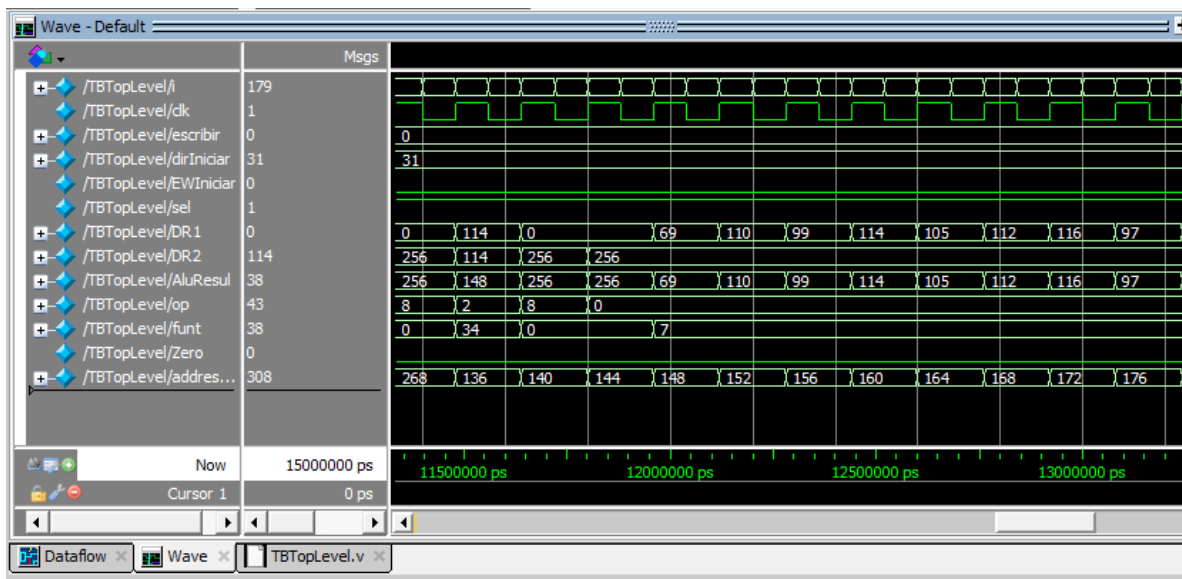 Wave - Default
Msgs
/TBTopLevel/i 179
/TBTopLevel/clk 1
/TBTopLevel/escribir 0 0
/TBTopLevel/dirIniciar 31 31
/TBTopLevel/EWIniciar 0
/TBTopLevel/sel 1
/TBTopLevel/DR1 0 0 114 0 69 110 99 114 105 112 116 97
/TBTopLevel/DR2 114 256 114 256 256
/TBTopLevel/AluResul 38 256 148 256 256 69 110 99 114 105 112 116 97
/TBTopLevel/op 43 8 2 8 0
/TBTopLevel/funt 38 0 34 0 7
/TBTopLevel/Zero 0
/TBTopLevel/addres... 308 268 136 140 144 148 152 156 160 164 168 172 176
Now 15000000 ps 11500000 ps 12000000 ps 12500000 ps 13000000 ps
Cursor 1 0 ps
Dataflow Wave TBTopLevel.v